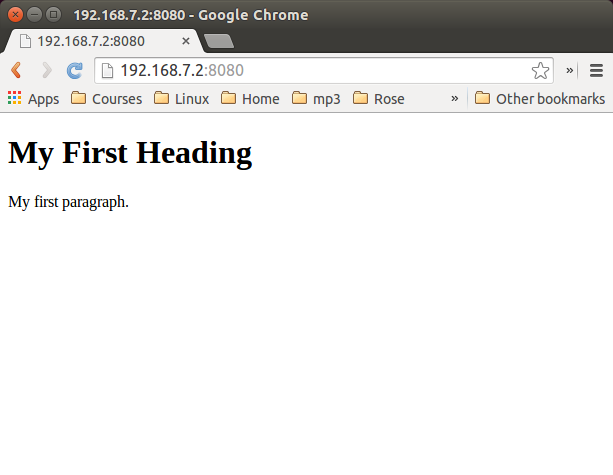 192.168.7.2:8080 - Google Chrome
192.168.7.2:8080
192.168.7.2:8080
Apps Courses Linux Home mp3 Rose » Other bookmarks
My First Heading
My first paragraph.